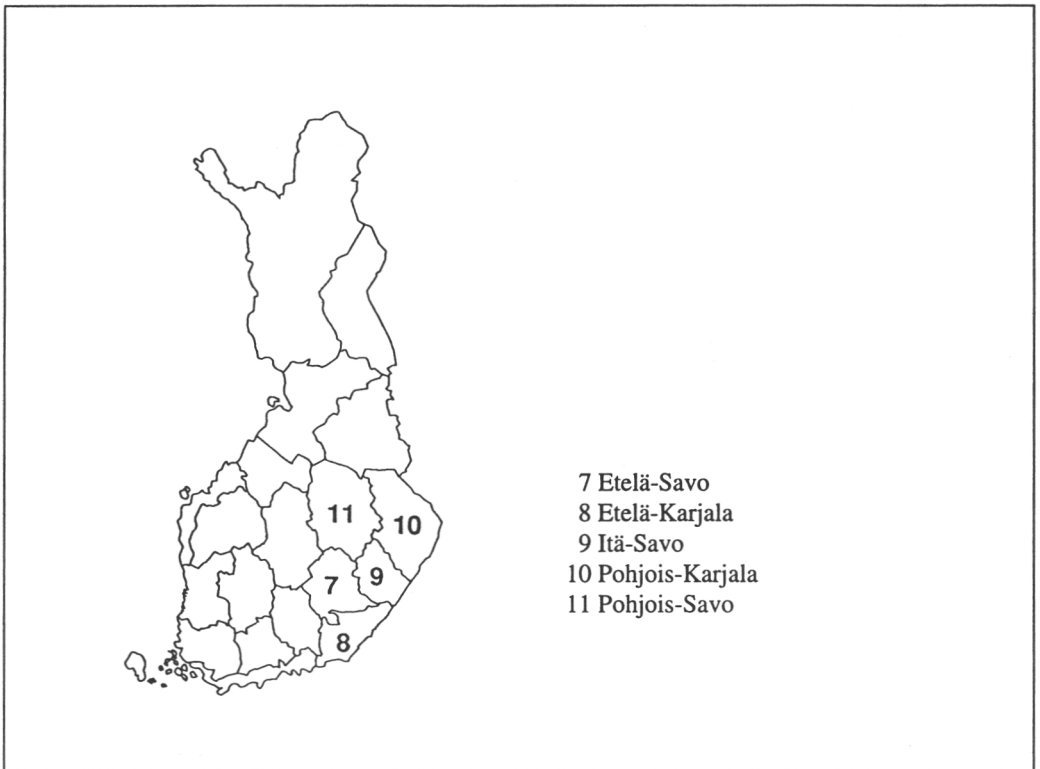 11
10
7
9
8
7 Etelä-Savo
8 Etelä-Karjala
9 Itä-Savo
10 Pohjois-Karjala
11 Pohjois-Savo